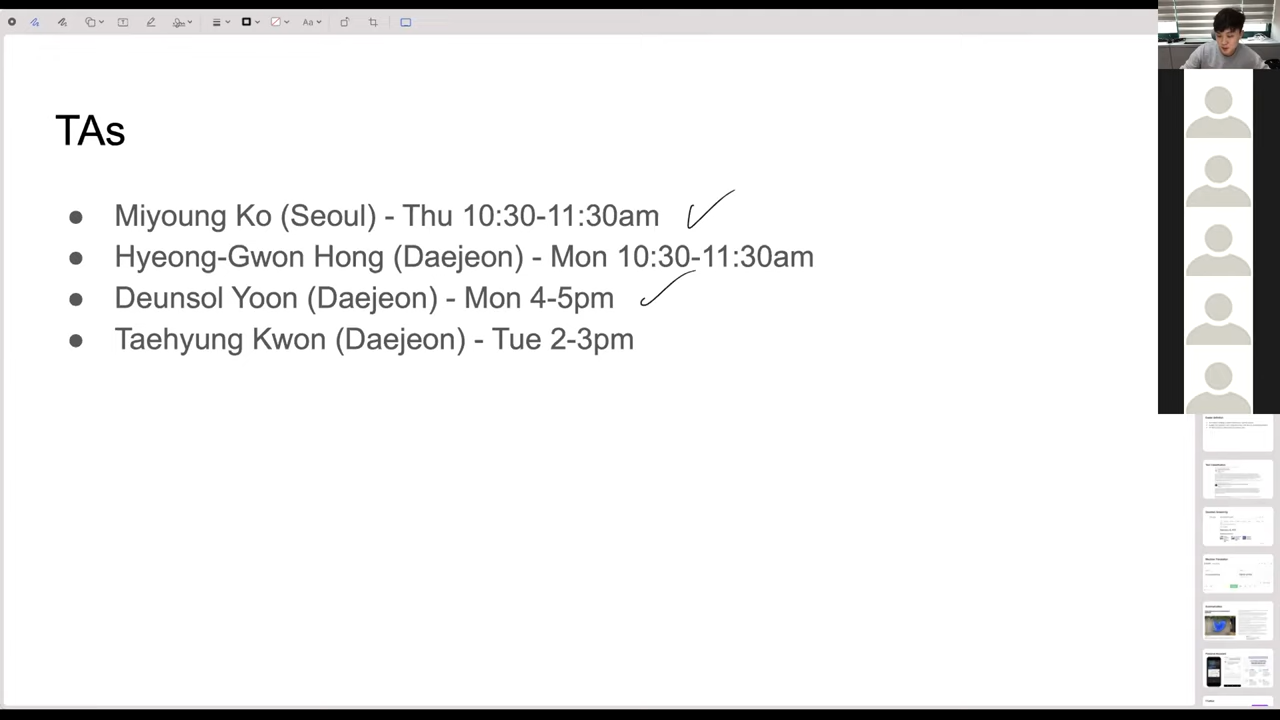 Aa
TAs
● Miyoung Ko (Seoul) - Thu 10:30-11:30am
● Hyeong-Gwon Hong (Daejeon) - Mon 10:30-11:30am
● Deunsol Yoon (Daejeon) - Mon 4-5pm
● Taehyung Kwon (Daejeon) - Tue 2-3pm